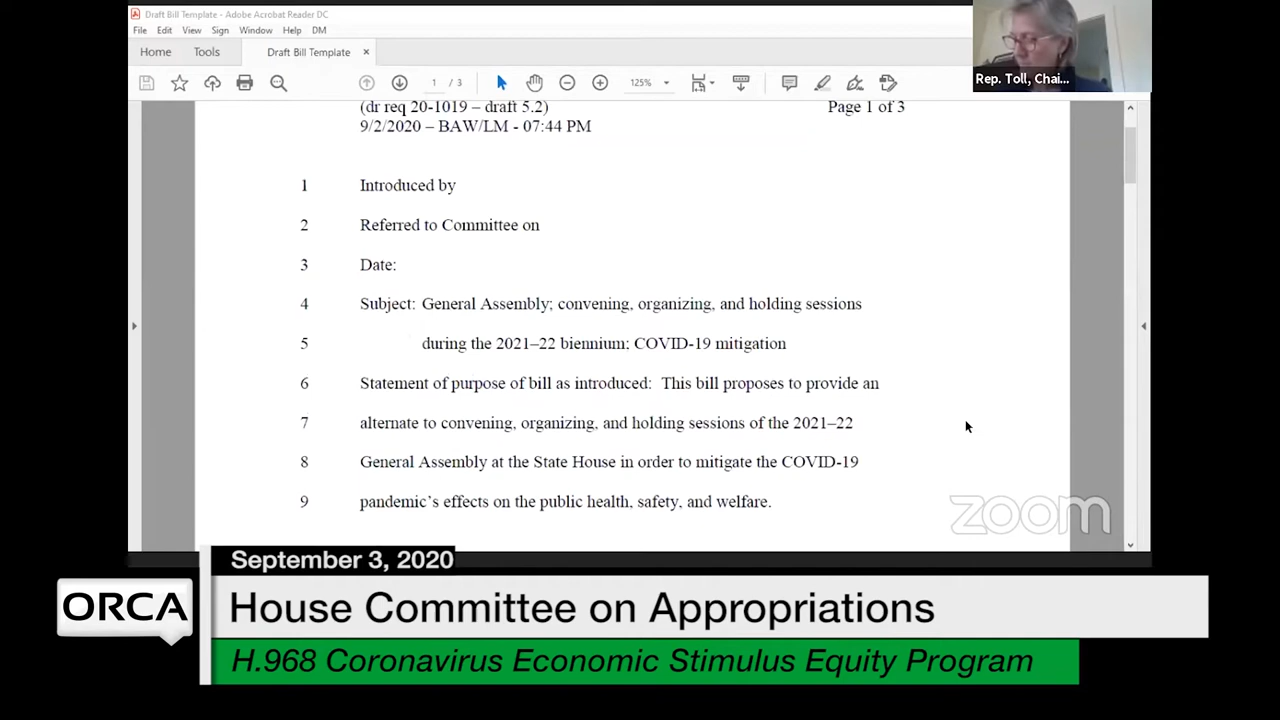 Draft Bill Template - Adobe Acrobat Reader DC
File Edit View Sign Window Help DM
Home Tools Draft Bill Template ×
1 / 3 125%
Rep. Toll, Chai...
(dr req 20-1019 – draft 5.2) Page 1 of 3
9/2/2020 – BAW/LM - 07:44 PM
1 Introduced by
2 Referred to Committee on
3 Date:
4 Subject: General Assembly; convening, organizing, and holding sessions
5 during the 2021–22 biennium; COVID-19 mitigation
6 Statement of purpose of bill as introduced: This bill proposes to provide an
7 alternate to convening, organizing, and holding sessions of the 2021–22
8 General Assembly at the State House in order to mitigate the COVID-19
9 pandemic's effects on the public health, safety, and welfare.
zoom
September 3, 2020
ORCA
House Committee on Appropriations
H.968 Coronavirus Economic Stimulus Equity Program